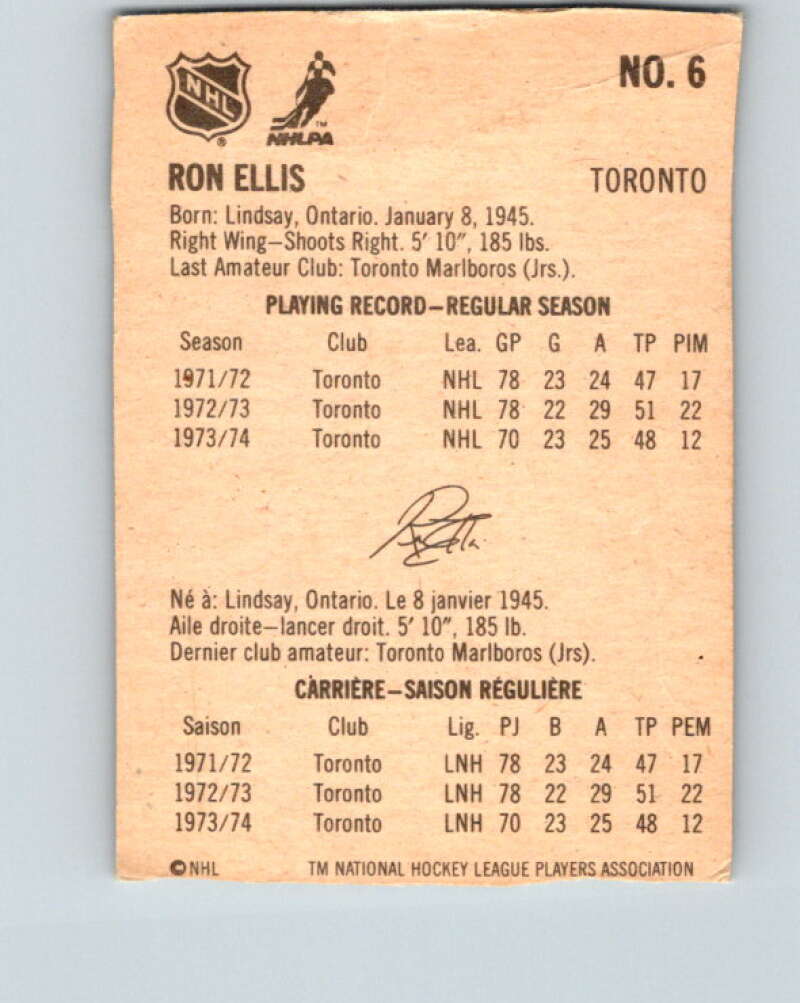 NHL NHLPA NO. 6
RON ELLIS TORONTO
Born: Lindsay, Ontario. January 8, 1945.
Right Wing—Shoots Right. 5′ 10″, 185 lbs.
Last Amateur Club: Toronto Marlboros (Jrs.).
PLAYING RECORD—REGULAR SEASON
Season Club Lea. GP G A TP PIM
1971/72 Toronto NHL 78 23 24 47 17
1972/73 Toronto NHL 78 22 29 51 22
1973/74 Toronto NHL 70 23 25 48 12
R Ellis
Né à: Lindsay, Ontario. Le 8 janvier 1945.
Aile droite—lancer droit. 5′ 10″, 185 lb.
Dernier club amateur: Toronto Marlboros (Jrs).
CÀRRIÈRE—SAISON RÉGULIÈRE
Saison Club Lig. PJ B A TP PEM
1971/72 Toronto LNH 78 23 24 47 17
1972/73 Toronto LNH 78 22 29 51 22
1973/74 Toronto LNH 70 23 25 48 12
©NHL TM NATIONAL HOCKEY LEAGUE PLAYERS ASSOCIATION